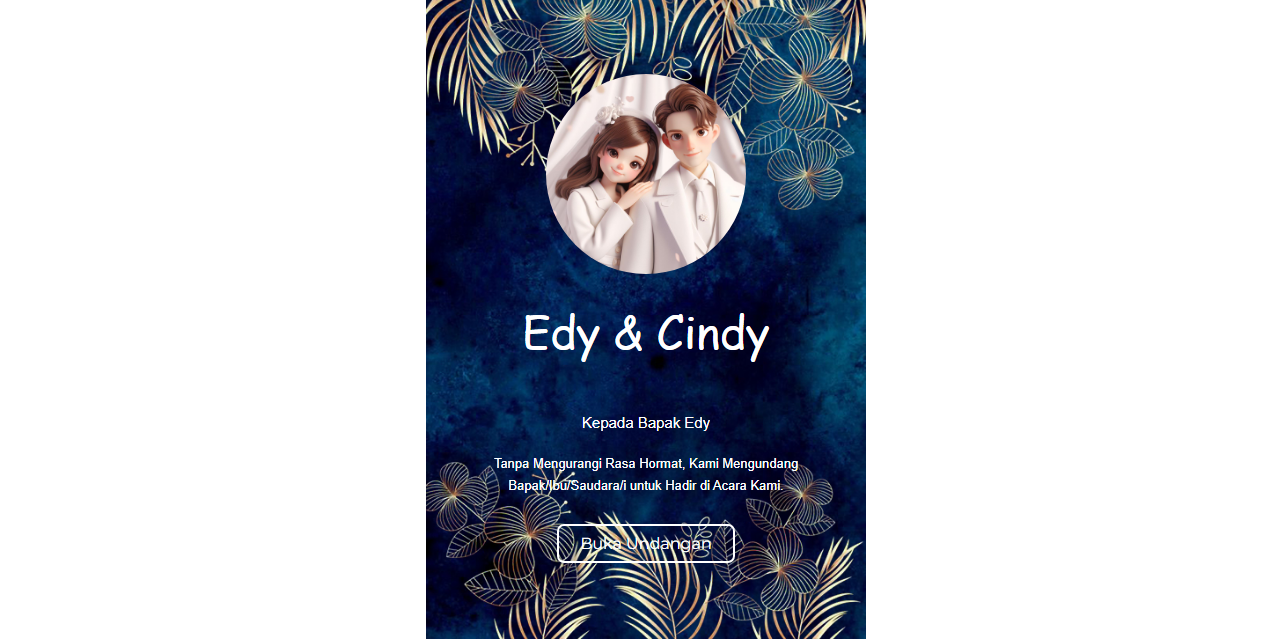 Edy & Cindy
Kepada Bapak Edy
Tanpa Mengurangi Rasa Hormat, Kami Mengundang
Bapak/Ibu/Saudara/i untuk Hadir di Acara Kami.
Buka Undangan